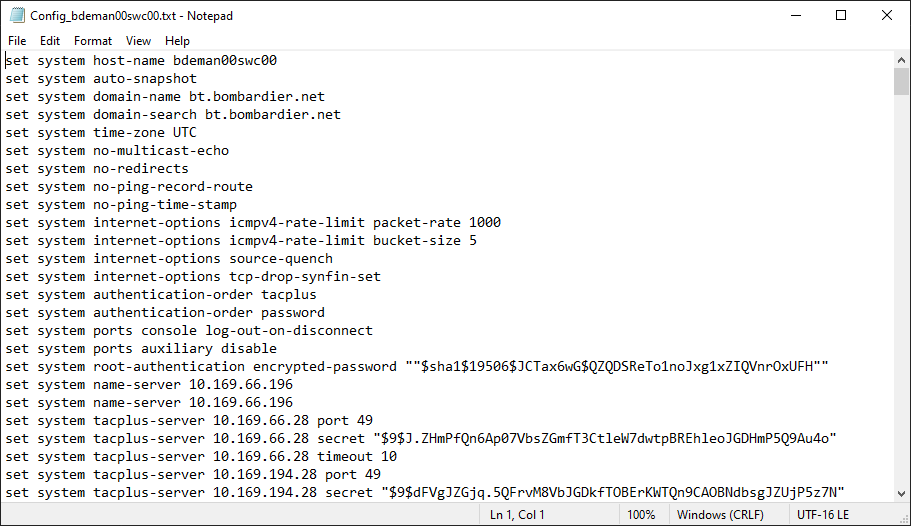 Config_bdeman00swc00.txt - Notepad
File Edit Format View Help
set system host-name bdeman00swc00
set system auto-snapshot
set system domain-name bt.bombardier.net
set system domain-search bt.bombardier.net
set system time-zone UTC
set system no-multicast-echo
set system no-redirects
set system no-ping-record-route
set system no-ping-time-stamp
set system internet-options icmpv4-rate-limit packet-rate 1000
set system internet-options icmpv4-rate-limit bucket-size 5
set system internet-options source-quench
set system internet-options tcp-drop-synfin-set
set system authentication-order tacplus
set system authentication-order password
set system ports console log-out-on-disconnect
set system ports auxiliary disable
set system root-authentication encrypted-password ""$sha1$19506$JCTax6wG$QZQDSReTo1noJxg1xZIQVnrOxUFH""
set system name-server 10.169.66.196
set system name-server 10.169.66.196
set system tacplus-server 10.169.66.28 port 49
set system tacplus-server 10.169.66.28 secret "$9$J.ZHmPfQn6Ap07VbsZGmfT3CtleW7dwtpBREhleoJGDHmP5Q9Au4o"
set system tacplus-server 10.169.66.28 timeout 10
set system tacplus-server 10.169.194.28 port 49
set system tacplus-server 10.169.194.28 secret "$9$dFVgJZGjq.5QFrvM8VbJGDkfTOBErKWTQn9CAOBNdbsgJZUjP5z7N"
Ln 1, Col 1 100% Windows (CRLF) UTF-16 LE